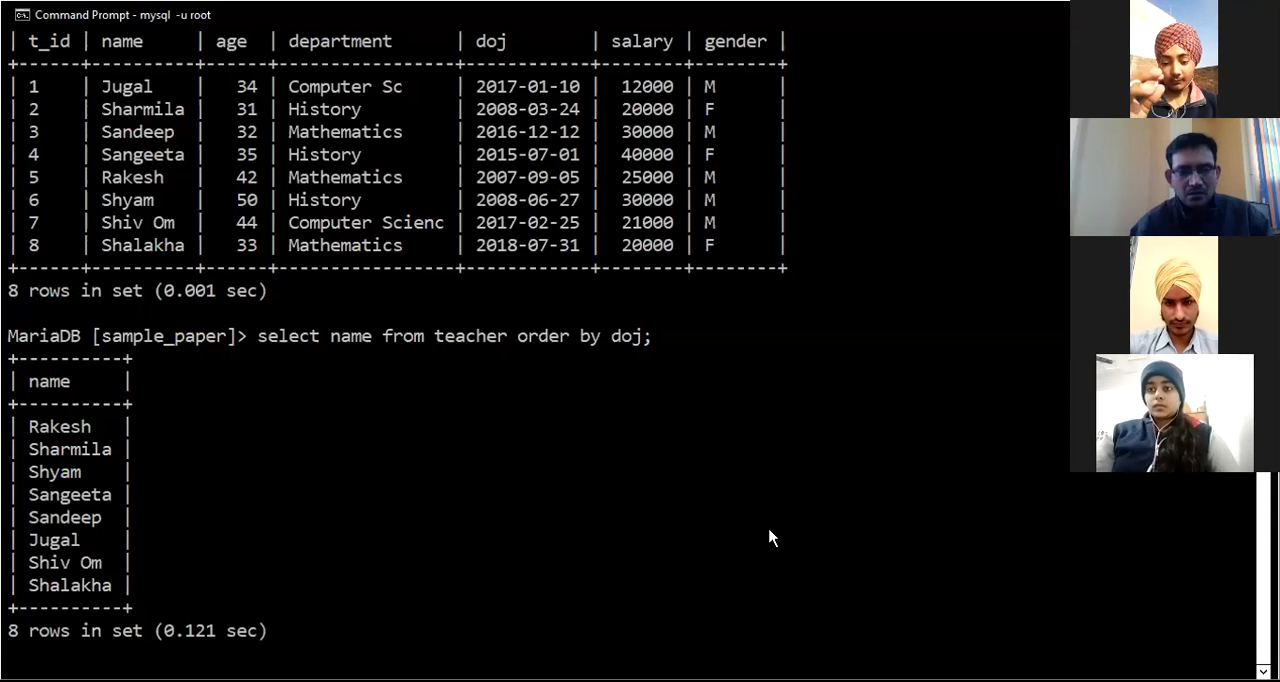 Command Prompt - mysql -u root
| t_id | name | age | department | doj | salary | gender |
+------+----------+------+-----------------+------------+--------+--------+
| 1 | Jugal | 34 | Computer Sc | 2017-01-10 | 12000 | M |
| 2 | Sharmila | 31 | History | 2008-03-24 | 20000 | F |
| 3 | Sandeep | 32 | Mathematics | 2016-12-12 | 30000 | M |
| 4 | Sangeeta | 35 | History | 2015-07-01 | 40000 | F |
| 5 | Rakesh | 42 | Mathematics | 2007-09-05 | 25000 | M |
| 6 | Shyam | 50 | History | 2008-06-27 | 30000 | M |
| 7 | Shiv Om | 44 | Computer Scienc | 2017-02-25 | 21000 | M |
| 8 | Shalakha | 33 | Mathematics | 2018-07-31 | 20000 | F |
+------+----------+------+-----------------+------------+--------+--------+
8 rows in set (0.001 sec)
MariaDB [sample_paper]> select name from teacher order by doj;
+----------+
| name |
+----------+
| Rakesh |
| Sharmila |
| Shyam |
| Sangeeta |
| Sandeep |
| Jugal |
| Shiv Om |
| Shalakha |
+----------+
8 rows in set (0.121 sec)